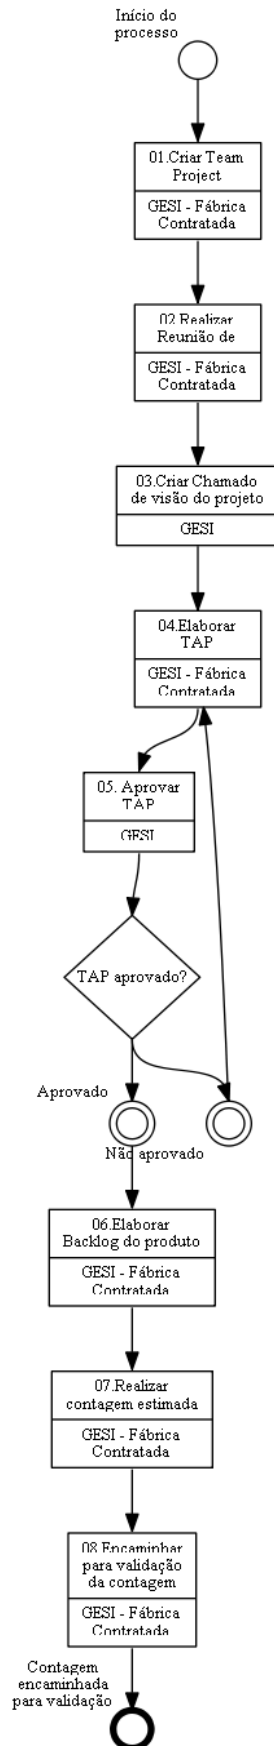 Início do
processo
01.Criar Team
Project
GESI - Fábrica
Contratada
02.Realizar
Reunião de
GESI - Fábrica
Contratada
03.Criar Chamado
de visão do projeto
GESI
04.Elaborar
TAP
GESI - Fábrica
Contratada
05. Aprovar
TAP
GESI
TAP aprovado?
Aprovado
Não aprovado
06.Elaborar
Backlog do produto
GESI - Fábrica
Contratada
07.Realizar
contagem estimada
GESI - Fábrica
Contratada
08.Encaminhar
para validação
da contagem
GESI - Fábrica
Contratada
Contagem
encaminhada
para validação